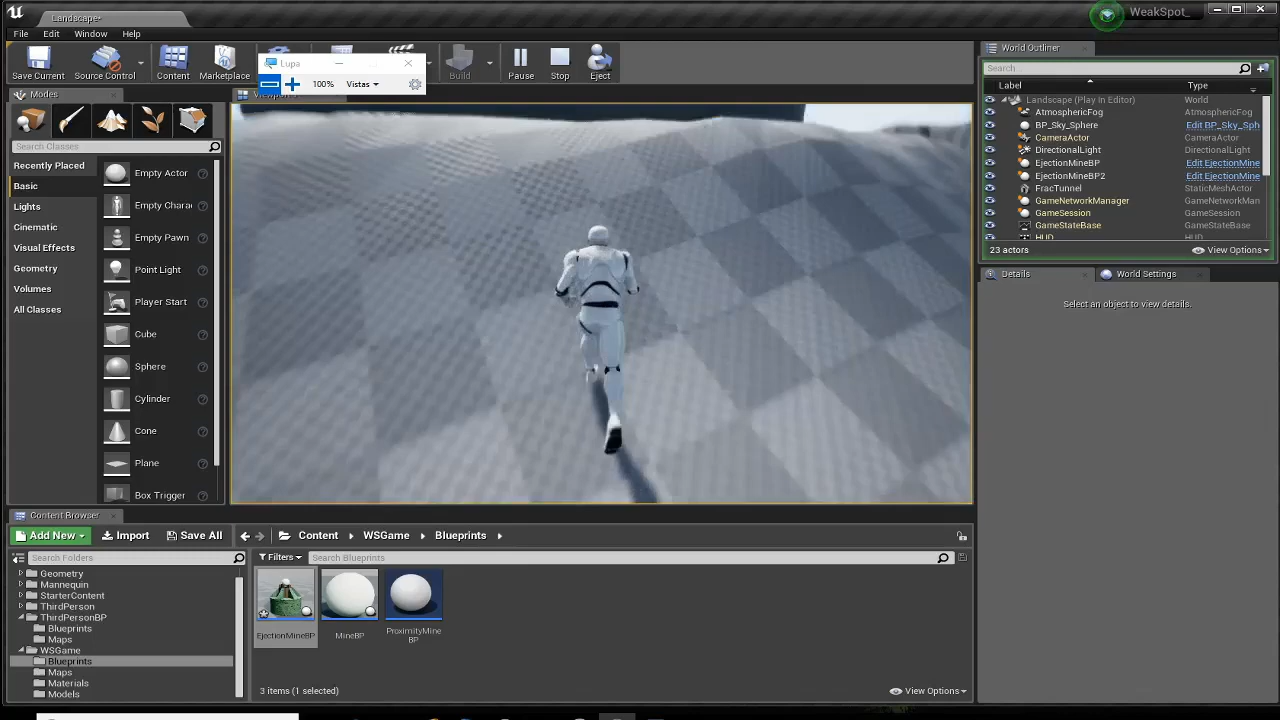 Landscape*
WeakSpot_
File Edit Window Help
Save Current
Source Control
Content
Marketplace
Build
Pause
Stop
Eject
Lupa
100% Vistas
Modes
Search Classes
Recently Placed
Basic
Lights
Cinematic
Visual Effects
Geometry
Volumes
All Classes
Empty Actor
Empty Chara
Empty Pawn
Point Light
Player Start
Cube
Sphere
Cylinder
Cone
Plane
Box Trigger
World Outliner
Search...
Label Type
Landscape (Play In Editor) World
AtmosphericFog AtmosphericFog
BP_Sky_Sphere Edit BP_Sky_Sph
CameraActor CameraActor
DirectionalLight DirectionalLight
EjectionMineBP Edit EjectionMine
EjectionMineBP2 Edit EjectionMine
FracTunnel StaticMeshActor
GameNetworkManager GameNetworkMan
GameSession GameSession
GameStateBase GameStateBase
HUD HUD
23 actors View Options
Details World Settings
Select an object to view details.
Content Browser
Add New Import Save All Content WSGame Blueprints
Search Folders
Filters Search Blueprints
Geometry
Mannequin
StarterContent
ThirdPerson
ThirdPersonBP
Blueprints
Maps
WSGame
Blueprints
Maps
Materials
Models
EjectionMineBP
MineBP
ProximityMine
BP
3 items (1 selected) View Options